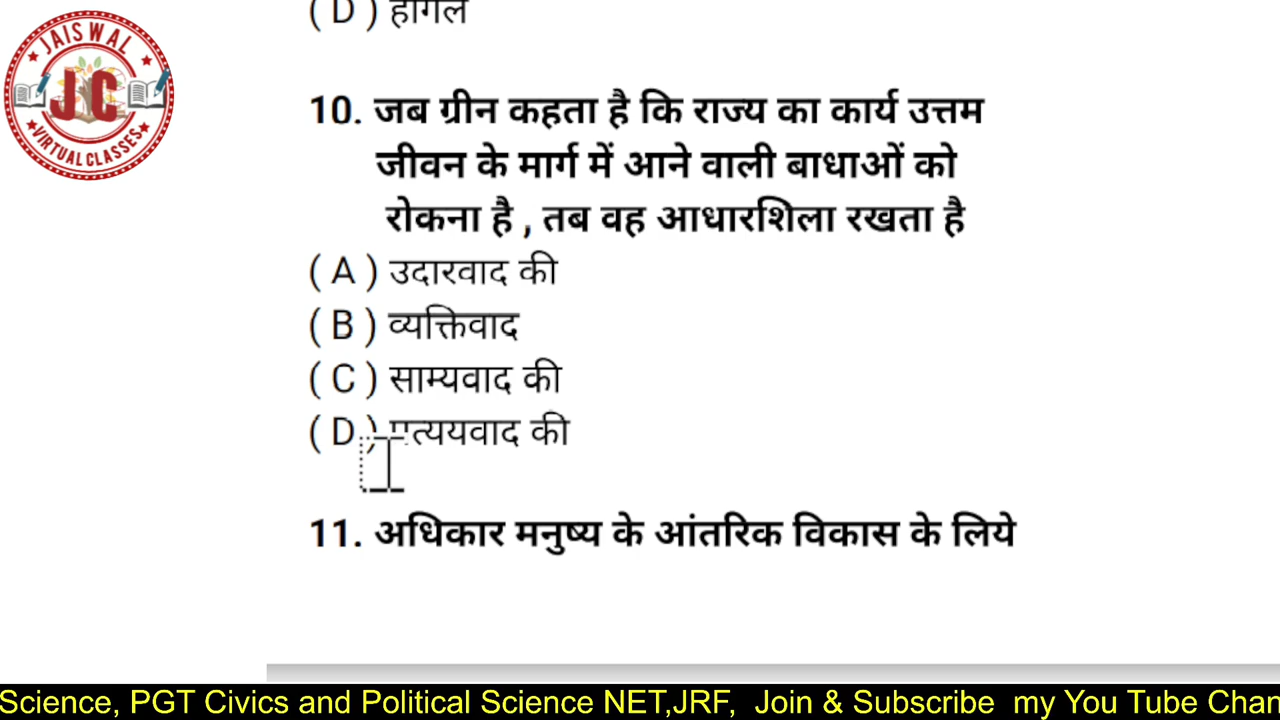 ( D ) हीगल
JAISWAL
JC
VIRTUAL CLASSES
10. जब ग्रीन कहता है कि राज्य का कार्य उत्तम
जीवन के मार्ग में आने वाली बाधाओं को
रोकना है , तब वह आधारशिला रखता है
( A ) उदारवाद की
( B ) व्यक्तिवाद
( C ) साम्यवाद की
( D ) प्रत्ययवाद की
11. अधिकार मनुष्य के आंतरिक विकास के लिये
Science, PGT Civics and Political Science NET,JRF, Join & Subscribe my You Tube Chan